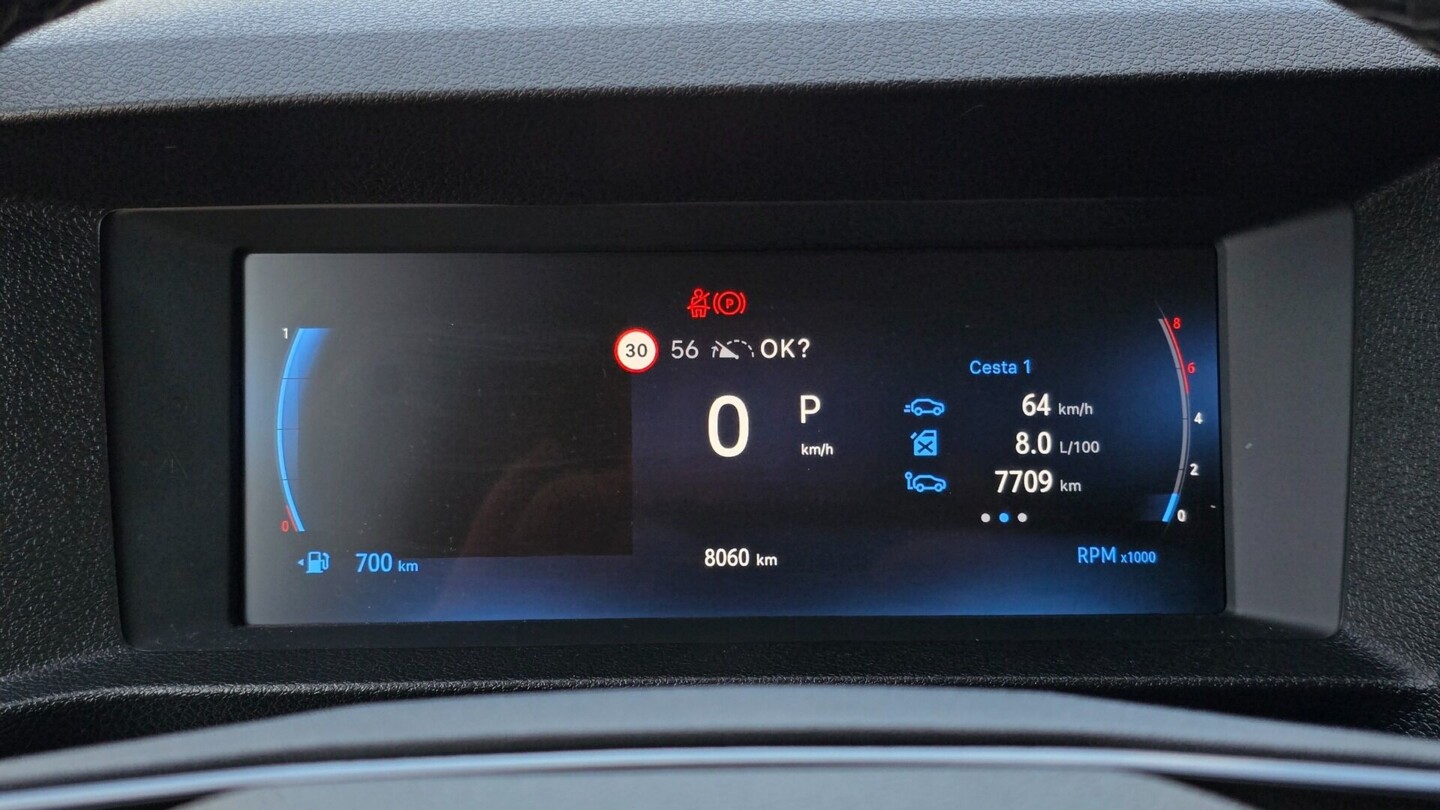 P
30 56 OK?
1
Cesta 1
64 km/h
8.0 L/100
7709 km
0 P
km/h
0
8
6
4
2
0
700 km
8060 km
RPM x1000